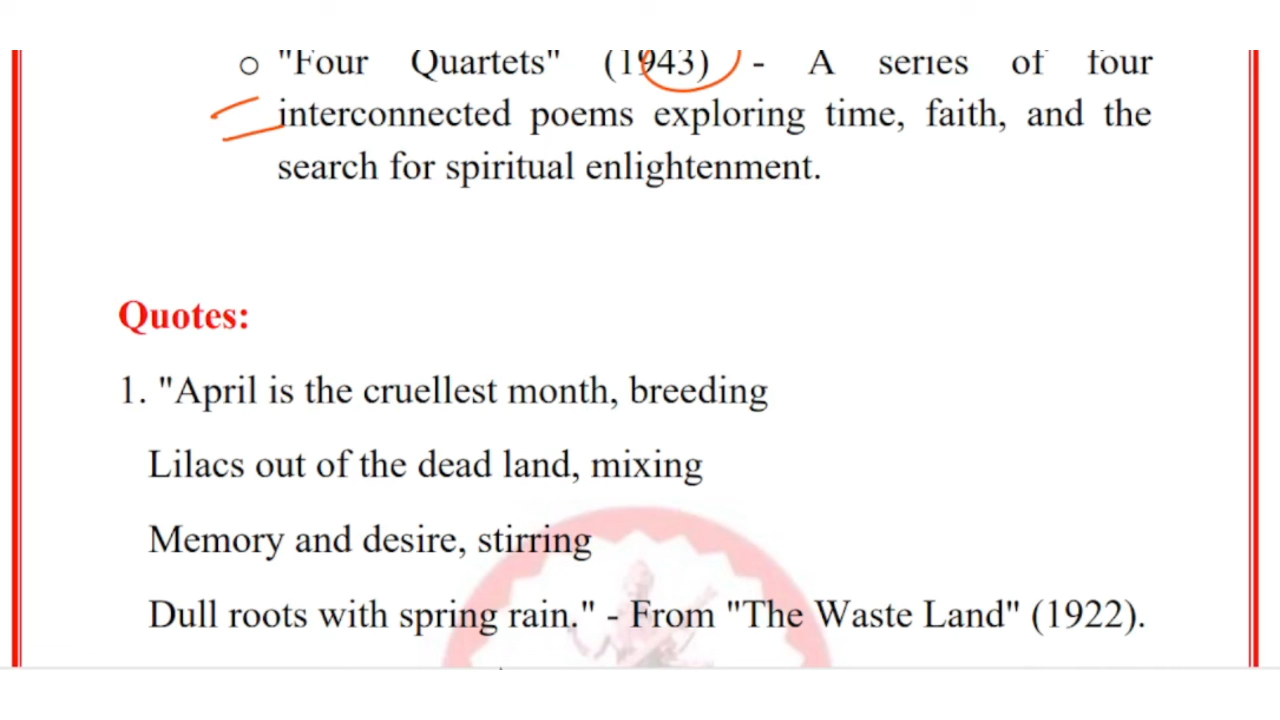 o "Four Quartets" (1943) - A series of four
interconnected poems exploring time, faith, and the
search for spiritual enlightenment.
Quotes:
1. "April is the cruellest month, breeding
Lilacs out of the dead land, mixing
Memory and desire, stirring
Dull roots with spring rain." - From "The Waste Land" (1922).